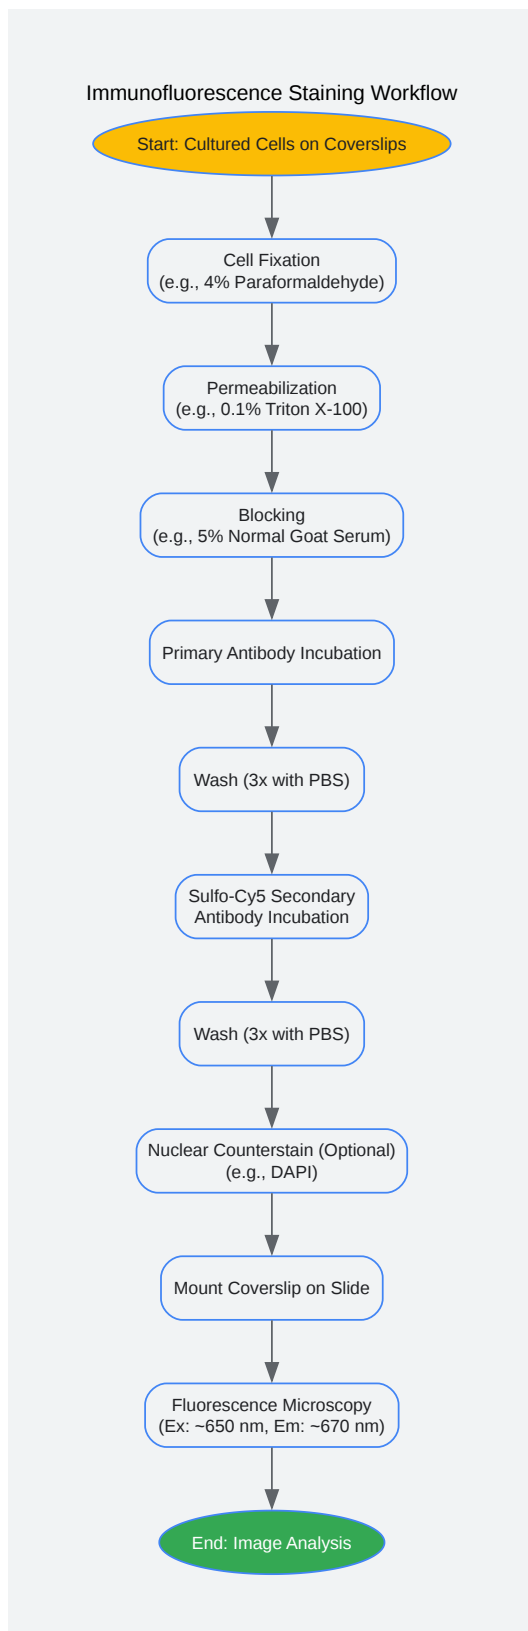 Immunofluorescence Staining Workflow
Start: Cultured Cells on Coverslips
Cell Fixation
(e.g., 4% Paraformaldehyde)
Permeabilization
(e.g., 0.1% Triton X-100)
Blocking
(e.g., 5% Normal Goat Serum)
Primary Antibody Incubation
Wash (3x with PBS)
Sulfo-Cy5 Secondary
Antibody Incubation
Wash (3x with PBS)
Nuclear Counterstain (Optional)
(e.g., DAPI)
Mount Coverslip on Slide
Fluorescence Microscopy
(Ex: ~650 nm, Em: ~670 nm)
End: Image Analysis